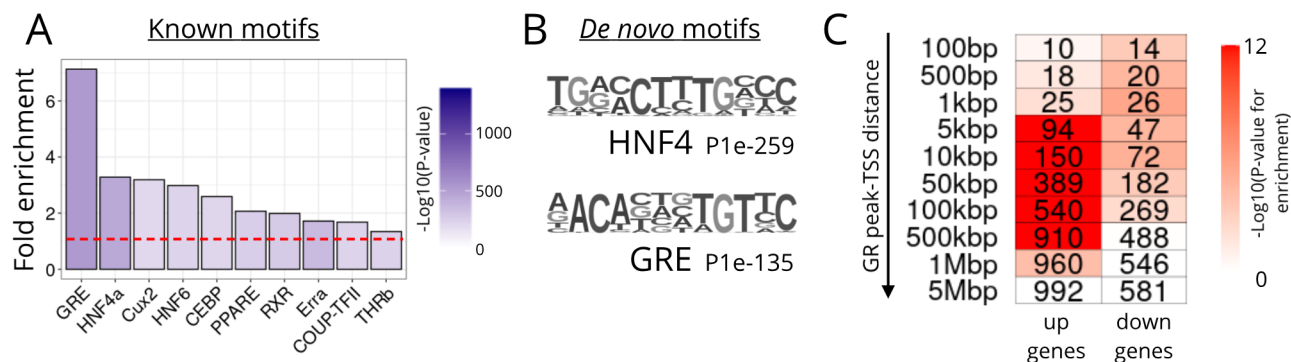 A
Known motifs
Fold enrichment
6
4
2
0
GRE
HNF4a
Cux2
HNF6
CEBP
PPARE
RXR
Erra
COUP-TFII
THRb
-Log10(P-value)
1000
500
0
B
De novo motifs
HNF4 P1e-259
GRE P1e-135
C
GR peak-TSS distance
100bp 10 14
500bp 18 20
1kbp 25 26
5kbp 94 47
10kbp 150 72
50kbp 389 182
100kbp 540 269
500kbp 910 488
1Mbp 960 546
5Mbp 992 581
up
genes
down
genes
12
0
-Log10(P-value for
enrichment)